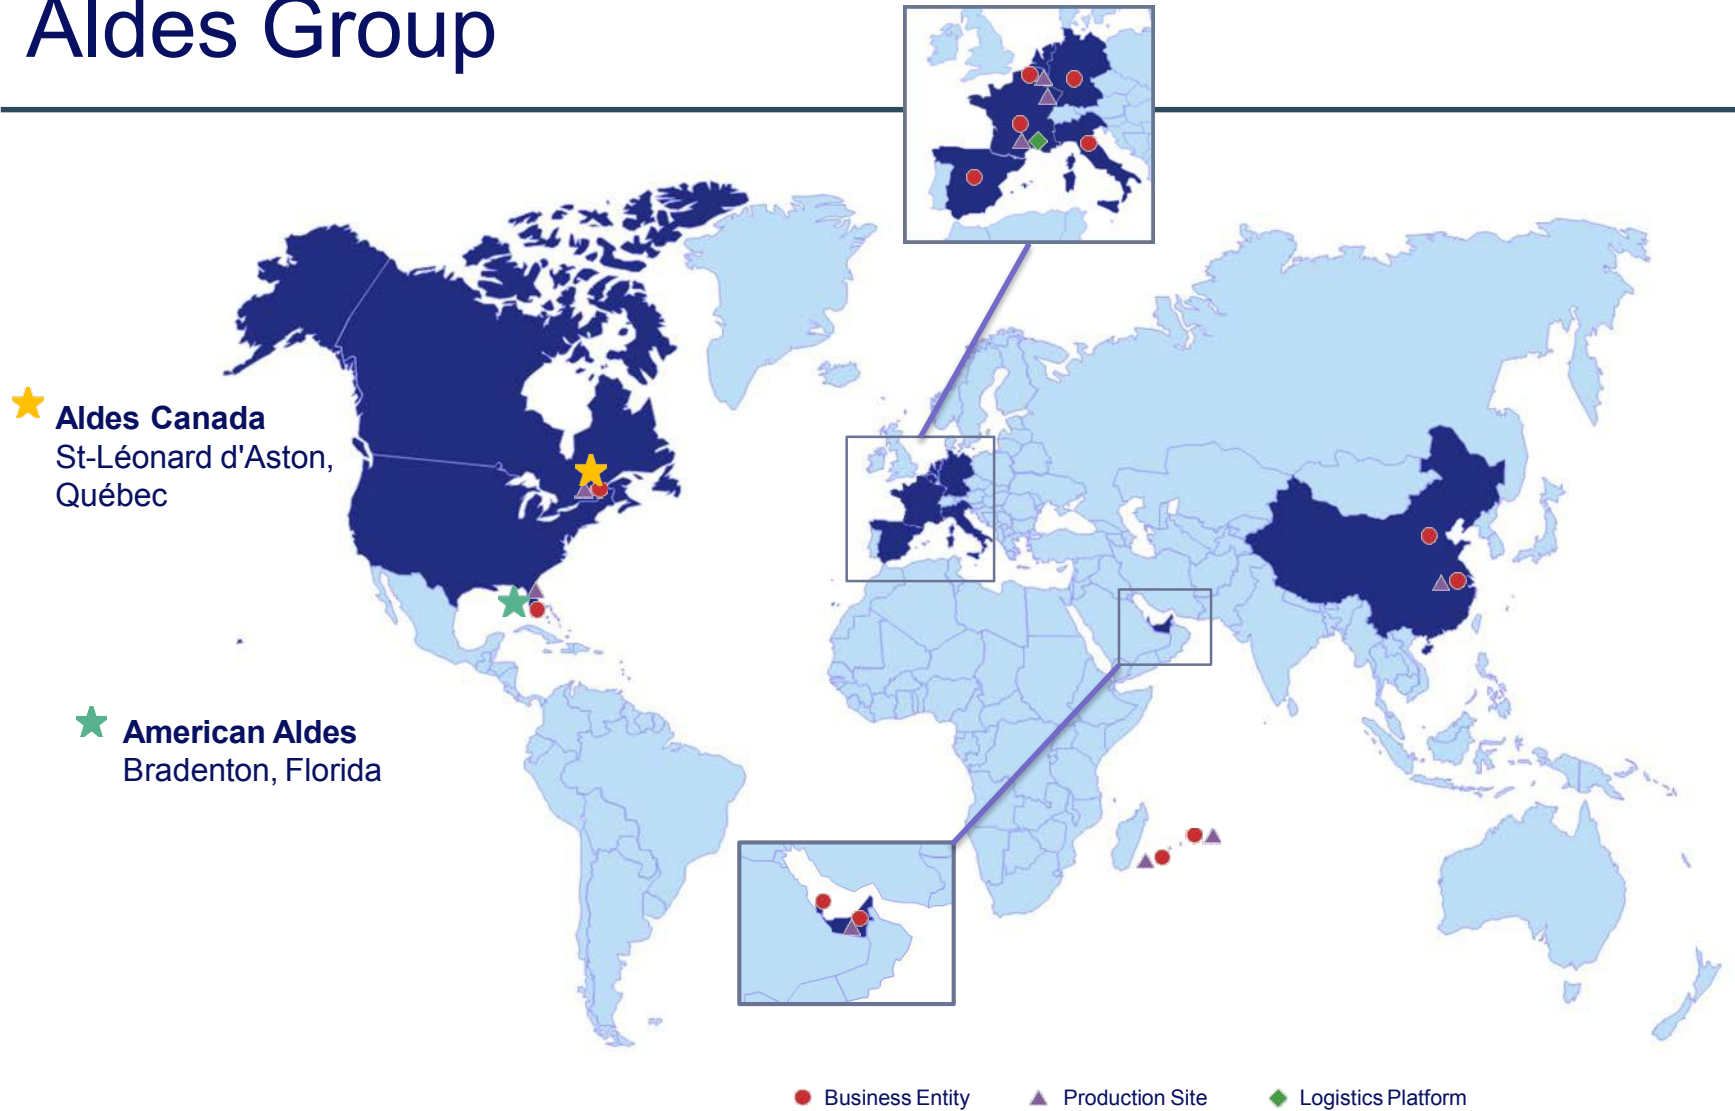 Aldes Group
Aldes Canada
St-Léonard d'Aston,
Québec
American Aldes
Bradenton, Florida
Business Entity
Production Site
Logistics Platform